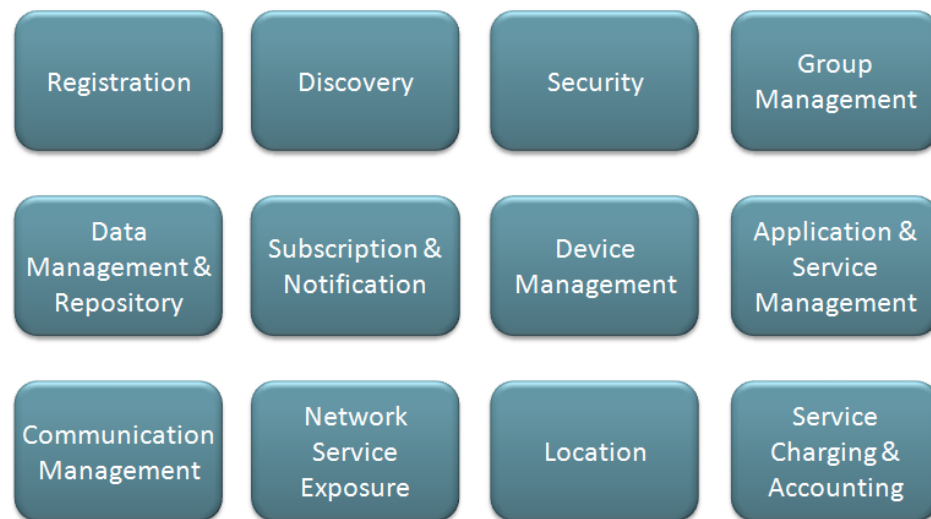 Registration
Discovery
Security
Group
Management
Data
Management &
Repository
Subscription &
Notification
Device
Management
Application &
Service
Management
Communication
Management
Network
Service
Exposure
Location
Service
Charging &
Accounting